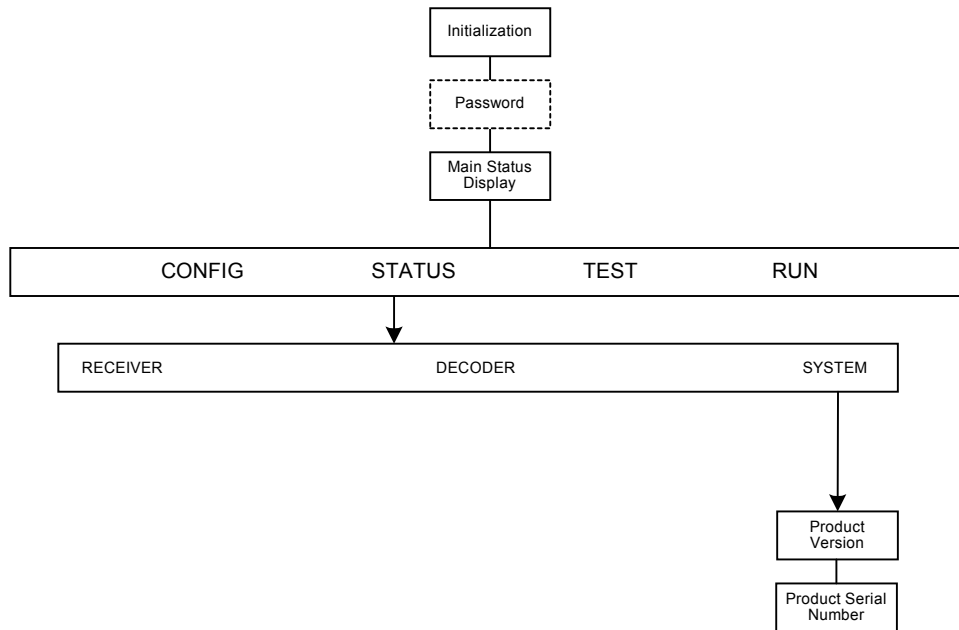 Initialization
Password
Main Status
Display
CONFIG STATUS TEST RUN
RECEIVER DECODER SYSTEM
Product
Version
Product Serial
Number